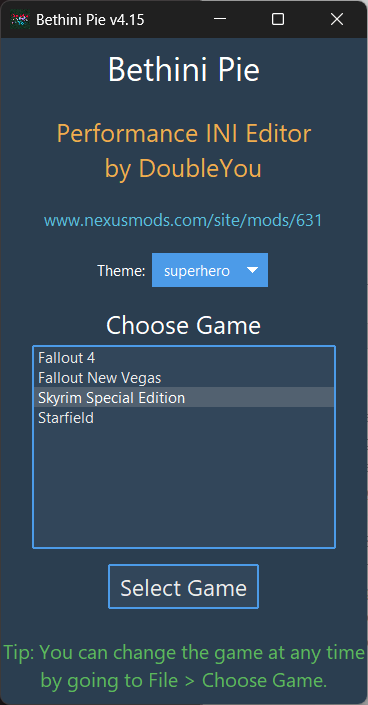 Bethini Pie v4.15
Bethini Pie
Performance INI Editor
by DoubleYou
www.nexusmods.com/site/mods/631
Theme: superhero
Choose Game
Fallout 4
Fallout New Vegas
Skyrim Special Edition
Starfield
Select Game
Tip: You can change the game at any time
by going to File > Choose Game.